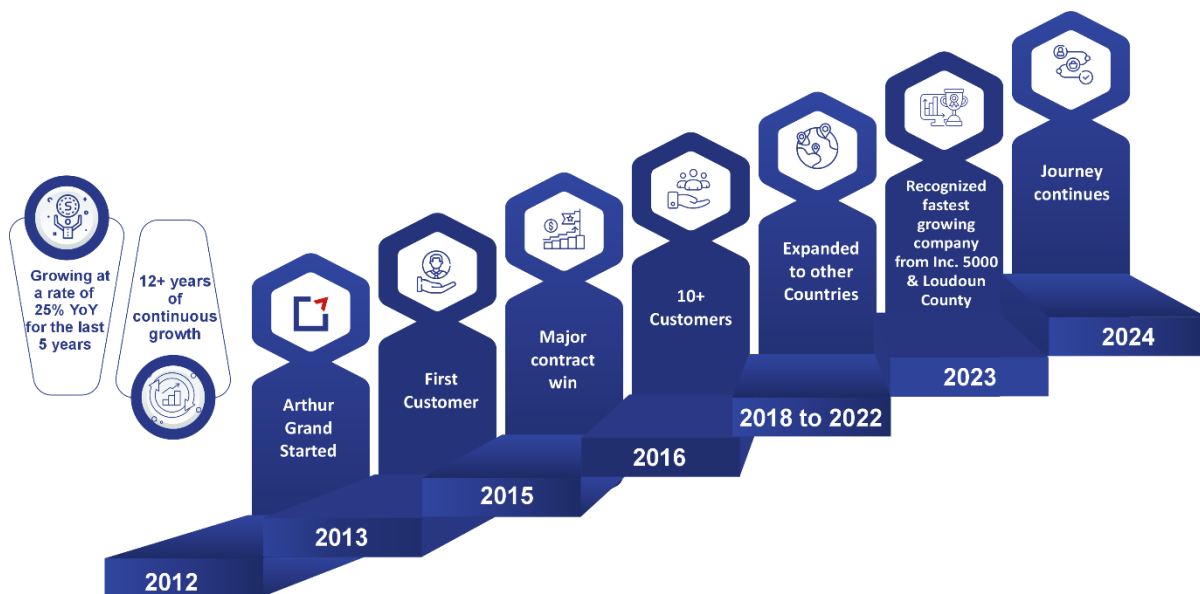 Growing at
a rate of
25% YoY
for the last
5 years
12+ years
of
continuous
growth
Arthur
Grand
Started
2012
First
Customer
2013
Major
contract
win
2015
10+
Customers
2016
Expanded
to other
Countries
2018 to 2022
Recognized
fastest
growing
company
from Inc. 5000
& Loudoun
County
2023
Journey
continues
2024